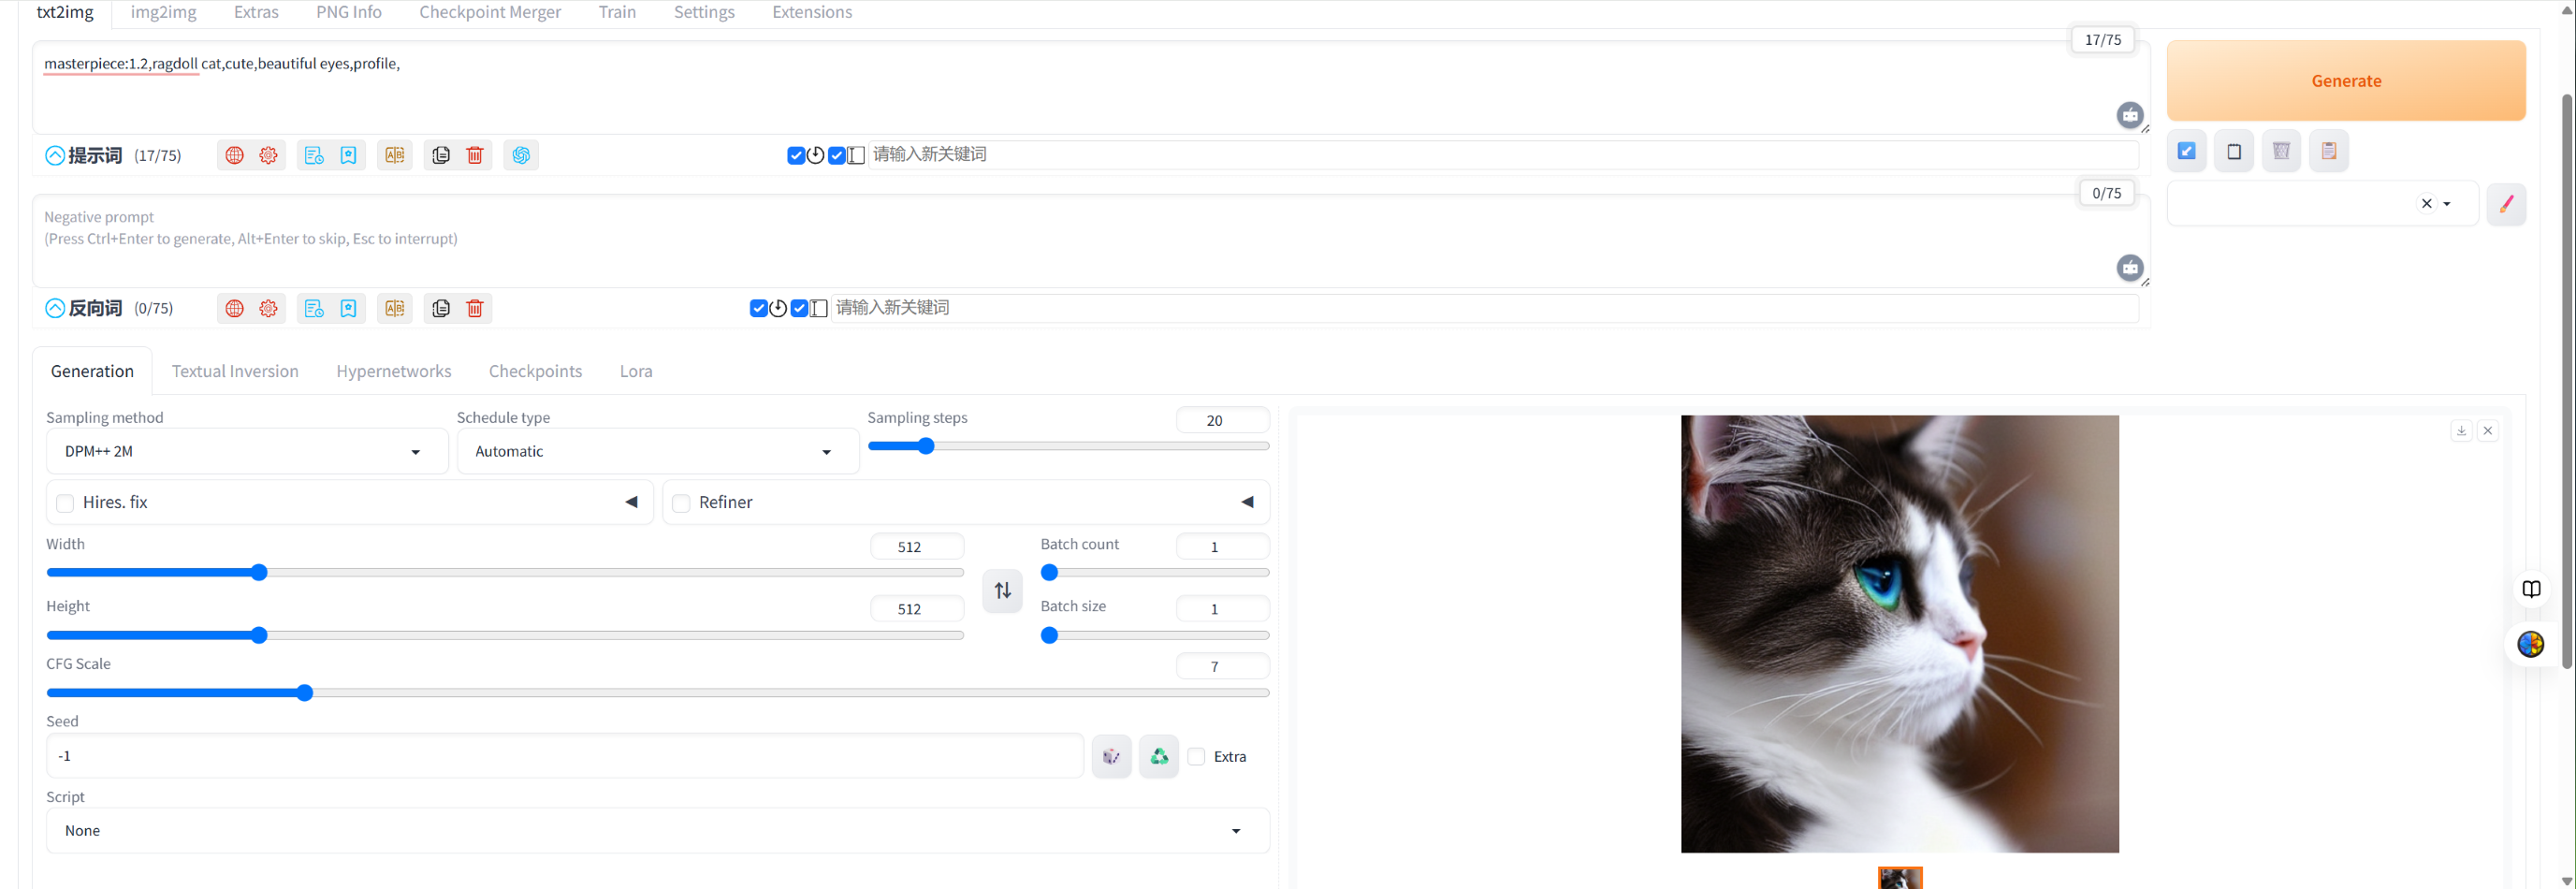 txt2img img2img Extras PNG Info Checkpoint Merger Train Settings Extensions
17/75
masterpiece:1.2,ragdoll cat,cute,beautiful eyes,profile,
Generate
提示词 (17/75) 请输入新关键词
0/75
Negative prompt
(Press Ctrl+Enter to generate, Alt+Enter to skip, Esc to interrupt)
反向词 (0/75) 请输入新关键词
Generation Textual Inversion Hypernetworks Checkpoints Lora
Sampling method Schedule type Sampling steps 20
DPM++ 2M Automatic
Hires. fix Refiner
Width 512 Batch count 1
Height 512 Batch size 1
CFG Scale 7
Seed
-1 Extra
Script
None